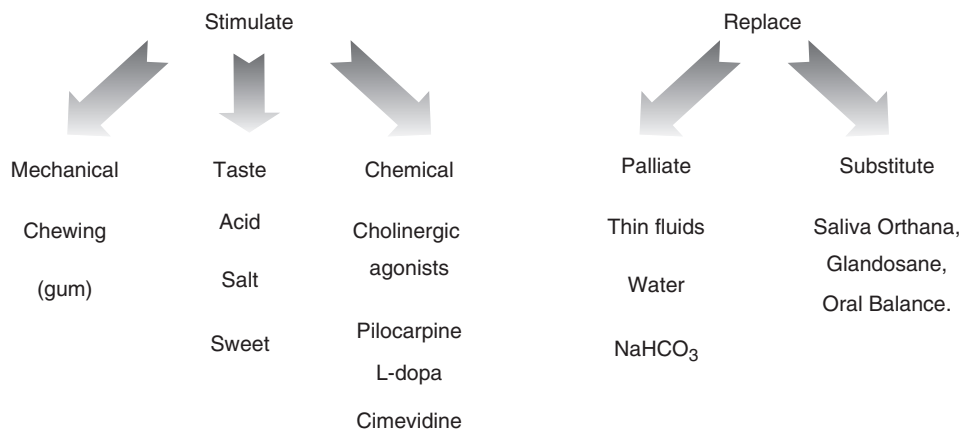 Stimulate
Replace
Mechanical
Chewing
(gum)
Taste
Acid
Salt
Sweet
Chemical
Cholinergic
agonists
Pilocarpine
L-dopa
Cimevidine
Palliate
Thin fluids
Water
NaHCO₃
Substitute
Saliva Orthana,
Glandosane,
Oral Balance.